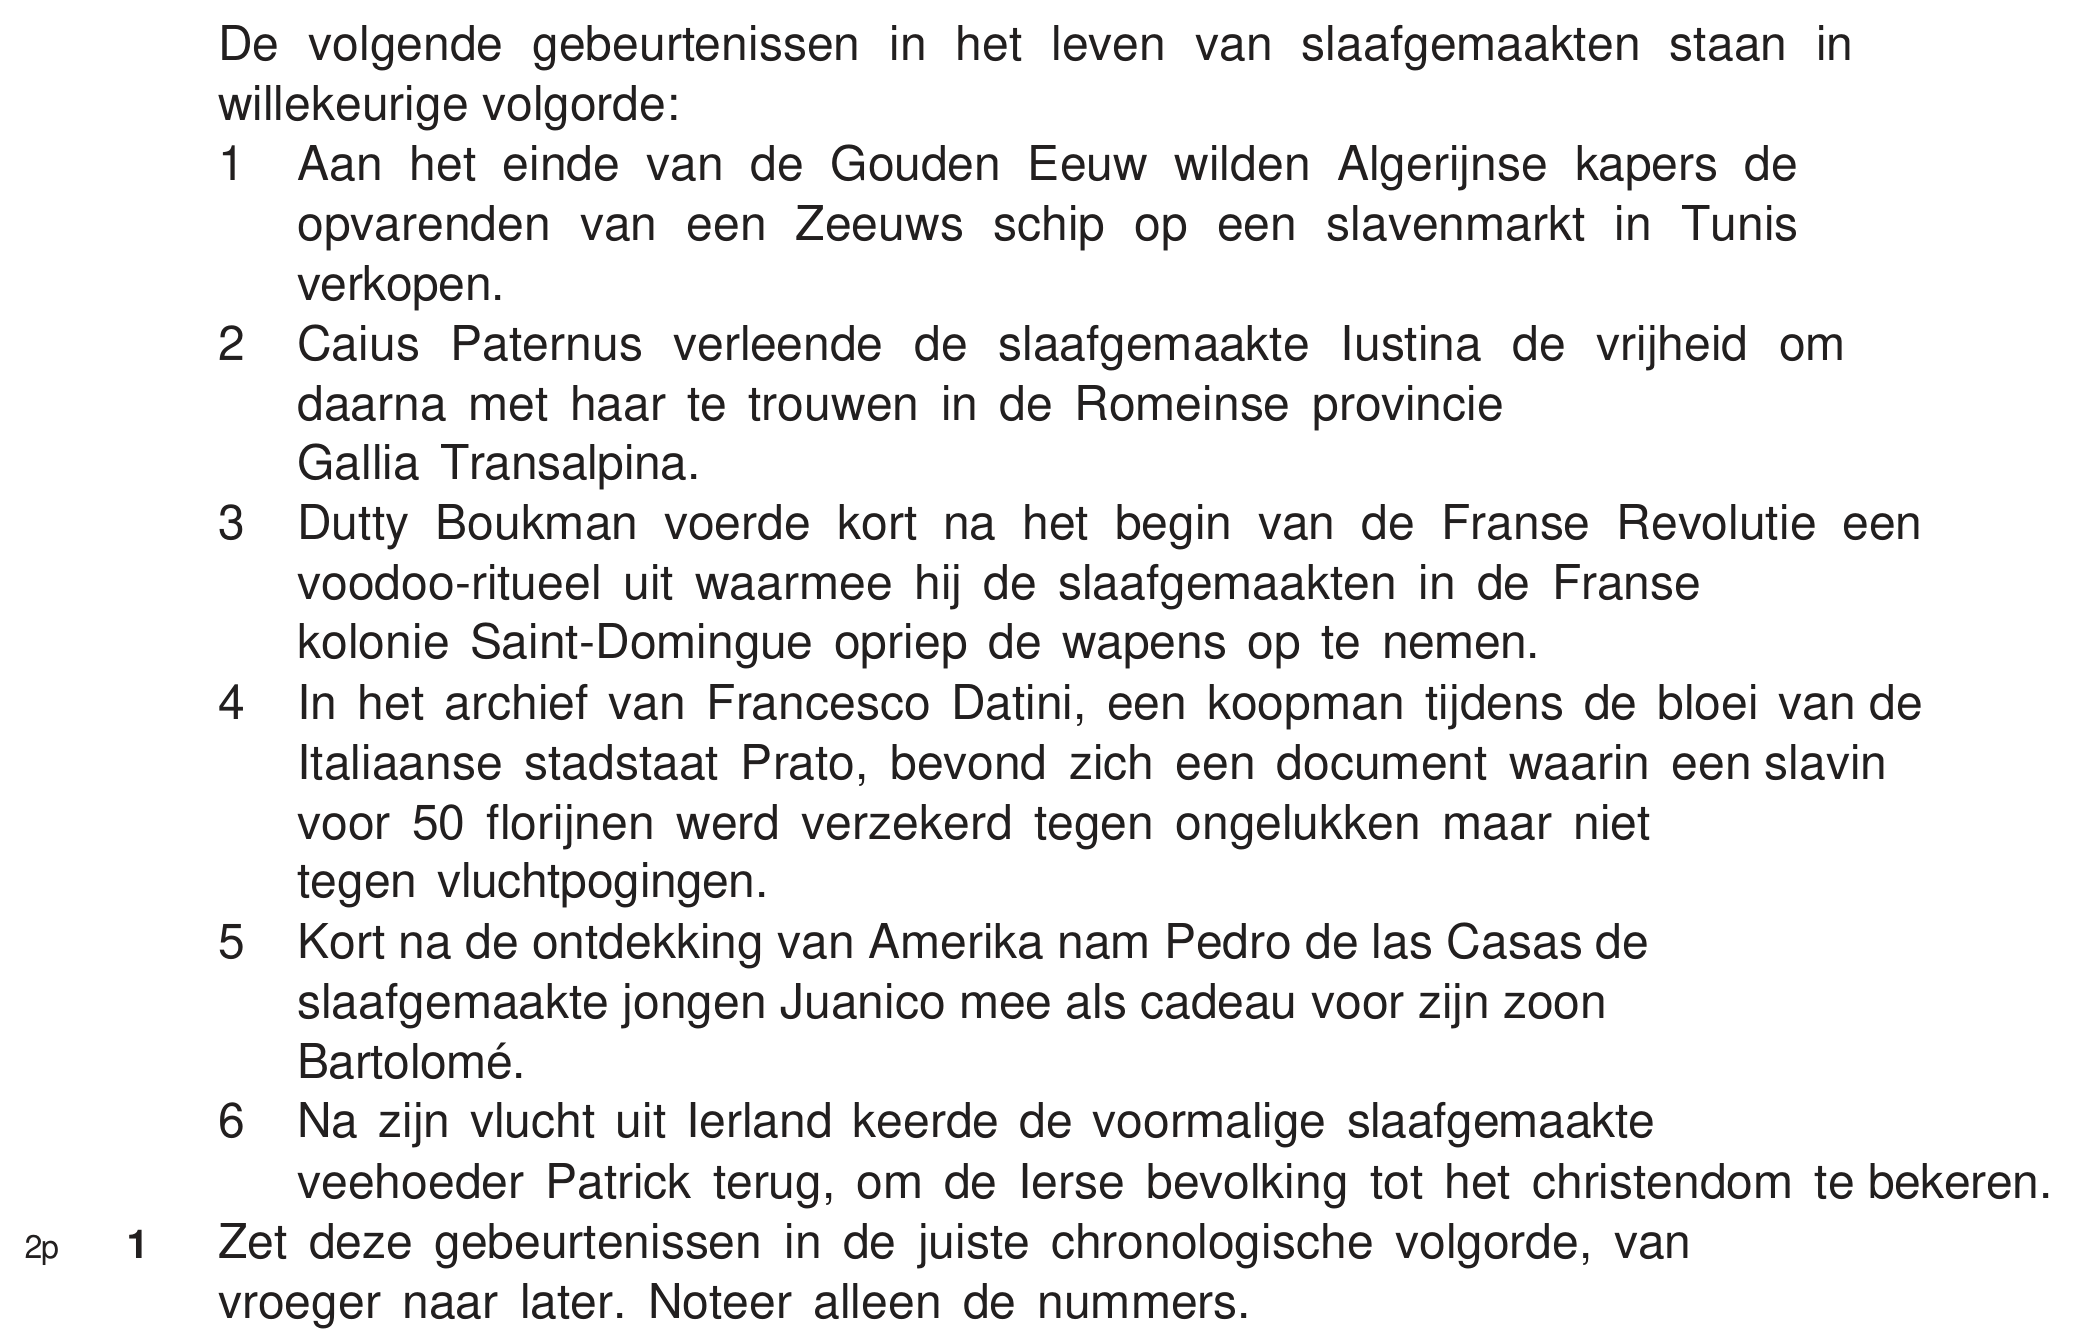 De volgende gebeurtenissen in het leven van slaafgemaakten staan in
willekeurige volgorde:
1 Aan het einde van de Gouden Eeuw wilden Algerijnse kapers de
opvarenden van een Zeeuws schip op een slavenmarkt in Tunis
verkopen.
2 Caius Paternus verleende de slaafgemaakte Iustina de vrijheid om
daarna met haar te trouwen in de Romeinse provincie
Gallia Transalpina.
3 Dutty Boukman voerde kort na het begin van de Franse Revolutie een
voodoo-ritueel uit waarmee hij de slaafgemaakten in de Franse
kolonie Saint-Domingue opriep de wapens op te nemen.
4 In het archief van Francesco Datini, een koopman tijdens de bloei van de
Italiaanse stadstaat Prato, bevond zich een document waarin een slavin
voor 50 florijnen werd verzekerd tegen ongelukken maar niet
tegen vluchtpogingen.
5 Kort na de ontdekking van Amerika nam Pedro de las Casas de
slaafgemaakte jongen Juanico mee als cadeau voor zijn zoon
Bartolomé.
6 Na zijn vlucht uit Ierland keerde de voormalige slaafgemaakte
veehoeder Patrick terug, om de Ierse bevolking tot het christendom te bekeren.
2p 1 Zet deze gebeurtenissen in de juiste chronologische volgorde, van
vroeger naar later. Noteer alleen de nummers.